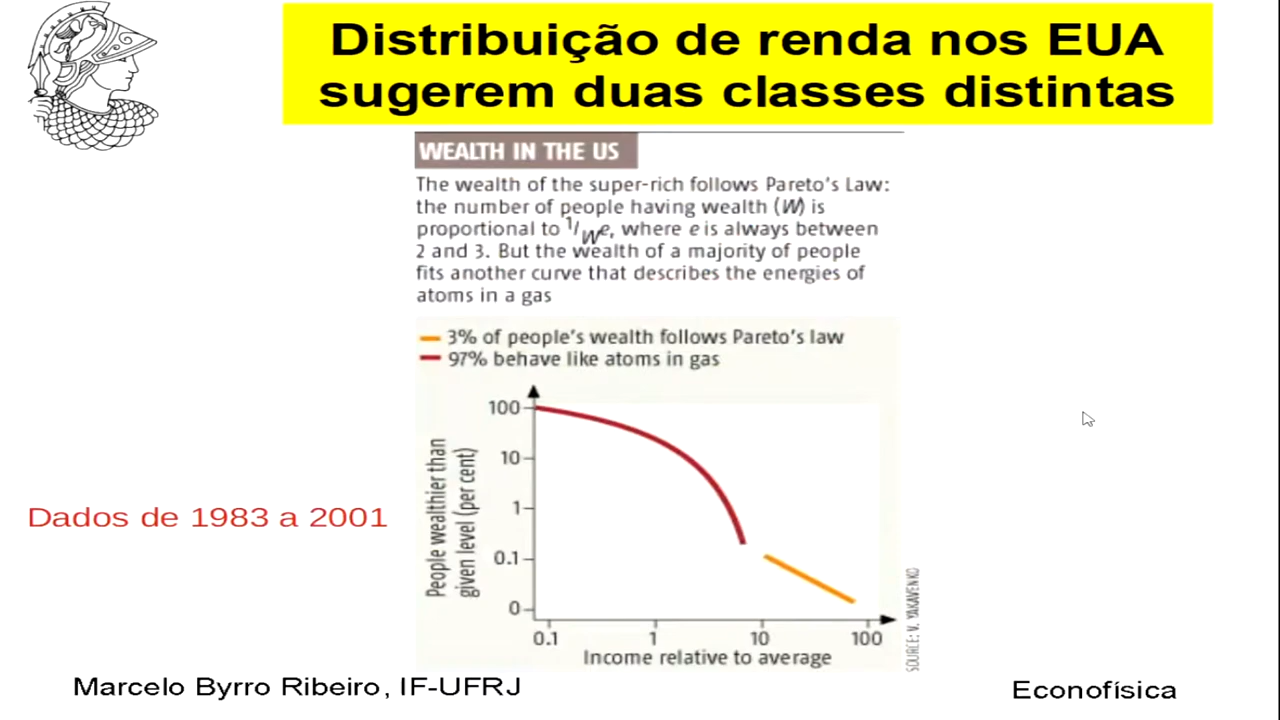 Distribuição de renda nos EUA
sugerem duas classes distintas
WEALTH IN THE US
The wealth of the super-rich follows Pareto's Law:
the number of people having wealth (W) is
proportional to 1/We, where e is always between
2 and 3. But the wealth of a majority of people
fits another curve that describes the energies of
atoms in a gas
3% of people's wealth follows Pareto's law
97% behave like atoms in gas
People wealthier than
given level (per cent)
100
10
1
0.1
0
0.1
1
10
100
Income relative to average
SOURCE: V. YAKAVENKO
Dados de 1983 a 2001
Marcelo Byrro Ribeiro, IF-UFRJ
Econofísica